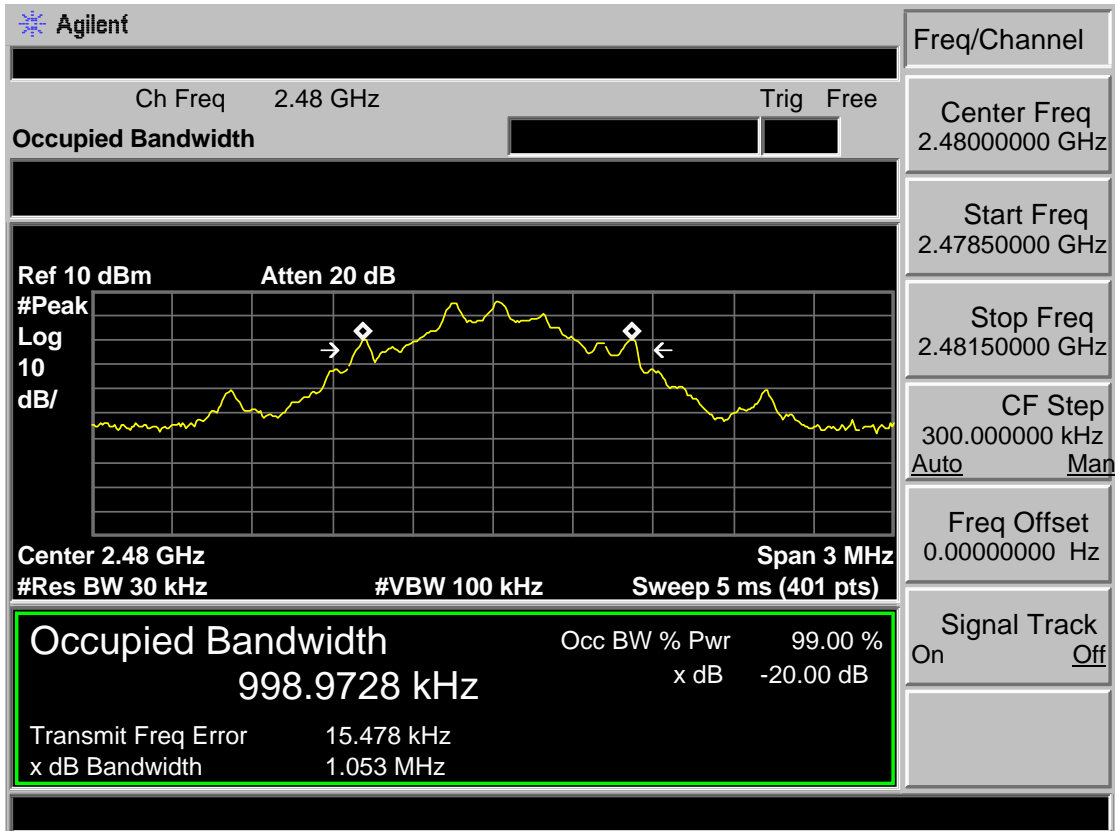 Agilent
Freq/Channel
Ch Freq 2.48 GHz Trig Free
Occupied Bandwidth
Center Freq
2.48000000 GHz
Start Freq
2.47850000 GHz
Stop Freq
2.48150000 GHz
CF Step
300.000000 kHz
Auto Man
Freq Offset
0.00000000 Hz
Signal Track
On Off
Ref 10 dBm Atten 20 dB
#Peak
Log
10
dB/
Center 2.48 GHz Span 3 MHz
#Res BW 30 kHz #VBW 100 kHz Sweep 5 ms (401 pts)
Occupied Bandwidth
998.9728 kHz
Occ BW % Pwr 99.00 %
x dB -20.00 dB
Transmit Freq Error 15.478 kHz
x dB Bandwidth 1.053 MHz